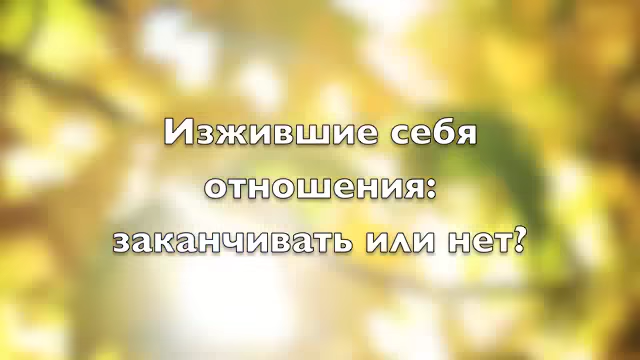 Изжившие себя
отношения:
заканчивать или нет?